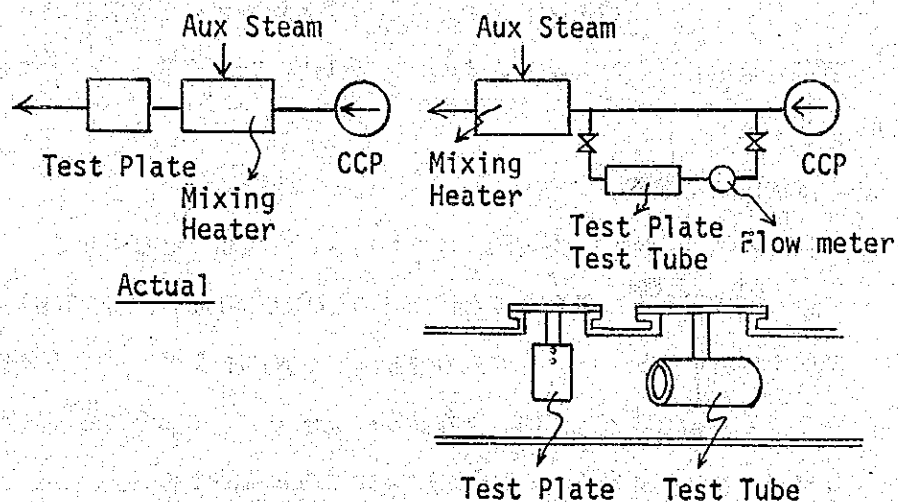 Aux Steam
Test Plate
Mixing
Heater
CCP
Actual
Aux Steam
Mixing
Heater
CCP
Test Plate
Test Tube
Flow meter
Test Plate
Test Tube